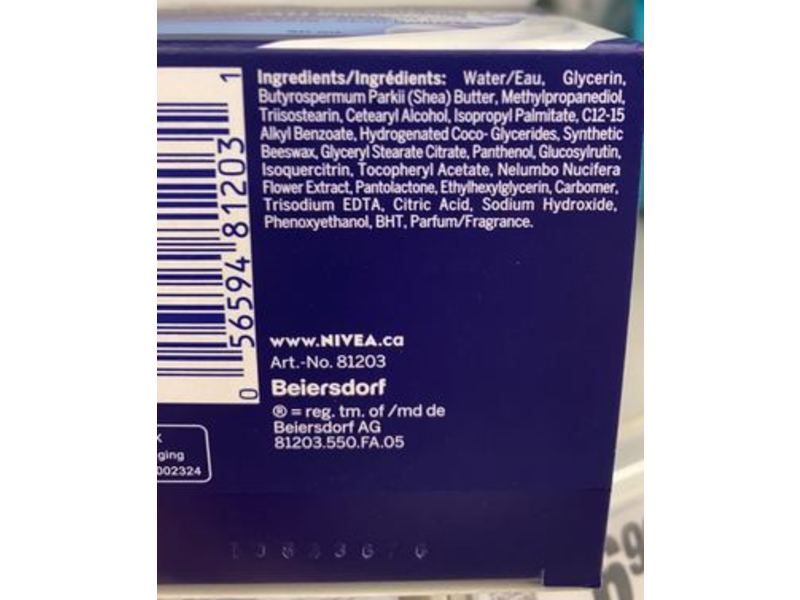 Ingredients/Ingrédients: Water/Eau, Glycerin,
Butyrospermum Parkii (Shea) Butter, Methylpropanediol,
Triisostearin, Cetearyl Alcohol, Isopropyl Palmitate, C12-15
Alkyl Benzoate, Hydrogenated Coco- Glycerides, Synthetic
Beeswax, Glyceryl Stearate Citrate, Panthenol, Glucosylrutin,
Isoquercitrin, Tocopheryl Acetate, Nelumbo Nucifera
Flower Extract, Pantolactone, Ethylhexylglycerin, Carbomer,
Trisodium EDTA, Citric Acid, Sodium Hydroxide,
Phenoxyethanol, BHT, Parfum/Fragrance.
0 56594 81203 1
www.NIVEA.ca
Art.-No. 81203
Beiersdorf
® = reg. tm. of /md de
Beiersdorf AG
81203.550.FA.05
ging
002324